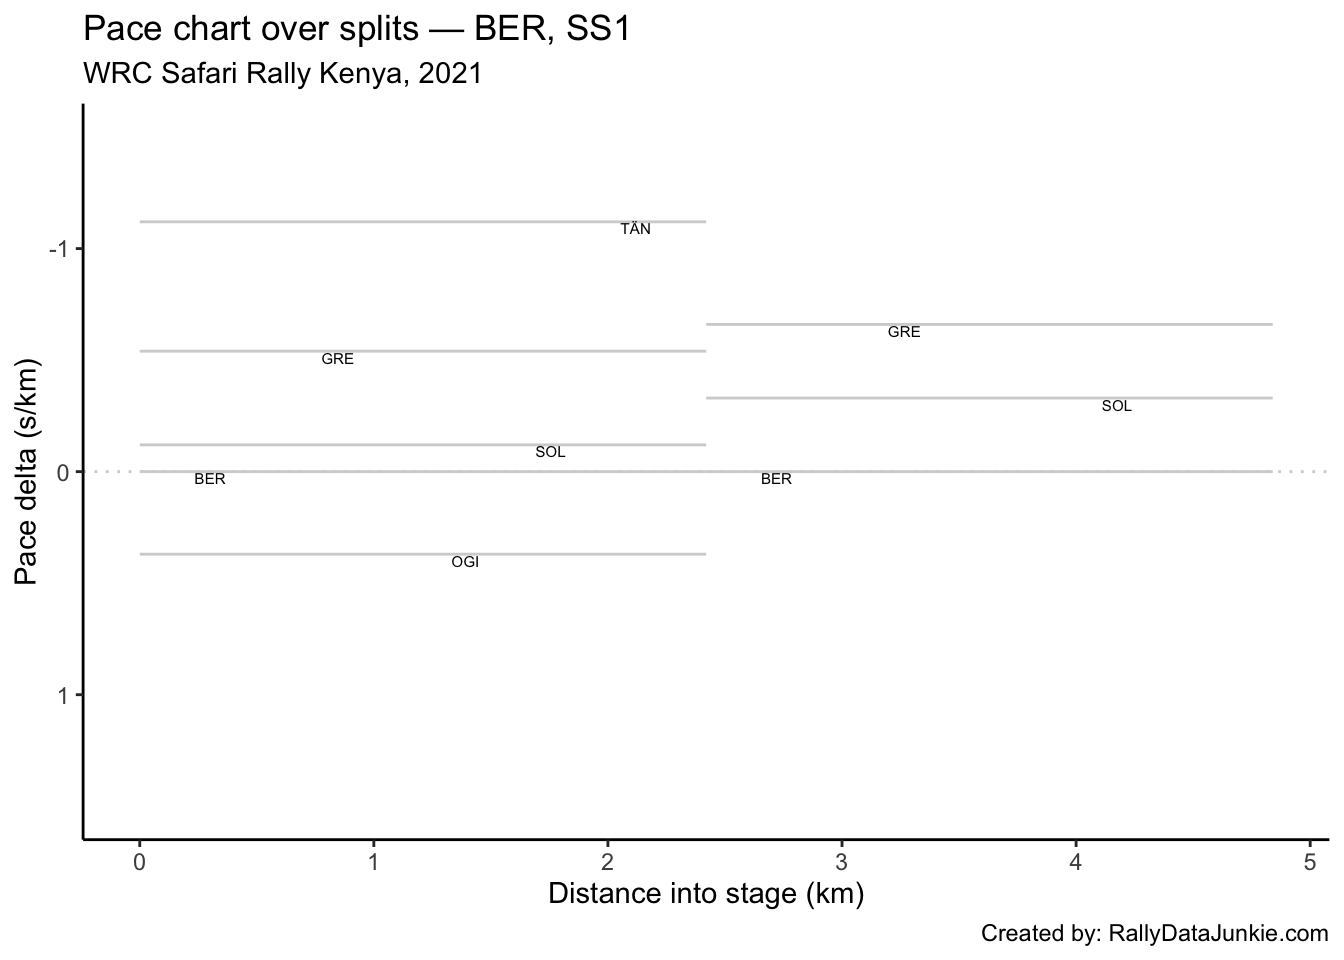 Pace chart over splits — BER, SS1
WRC Safari Rally Kenya, 2021
TÄN
-1
GRE
GRE
SOL
SOL
0
BER
BER
OGI
1
Pace delta (s/km)
0 1 2 3 4 5
Distance into stage (km)
Created by: RallyDataJunkie.com